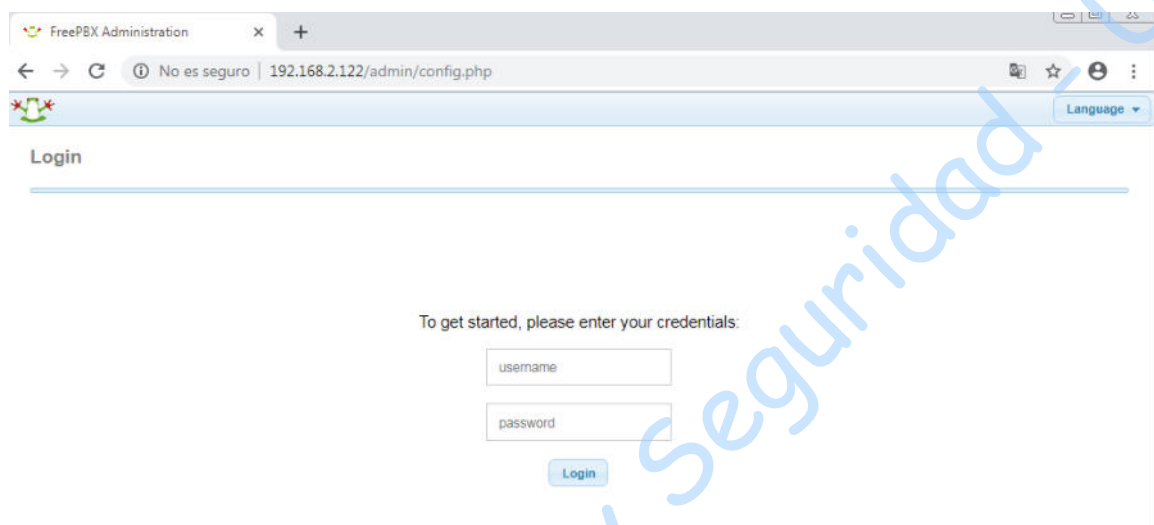 FreePBX Administration
No es seguro | 192.168.2.122/admin/config.php
Language
Login
To get started, please enter your credentials:
username
password
Login
Seguridad -